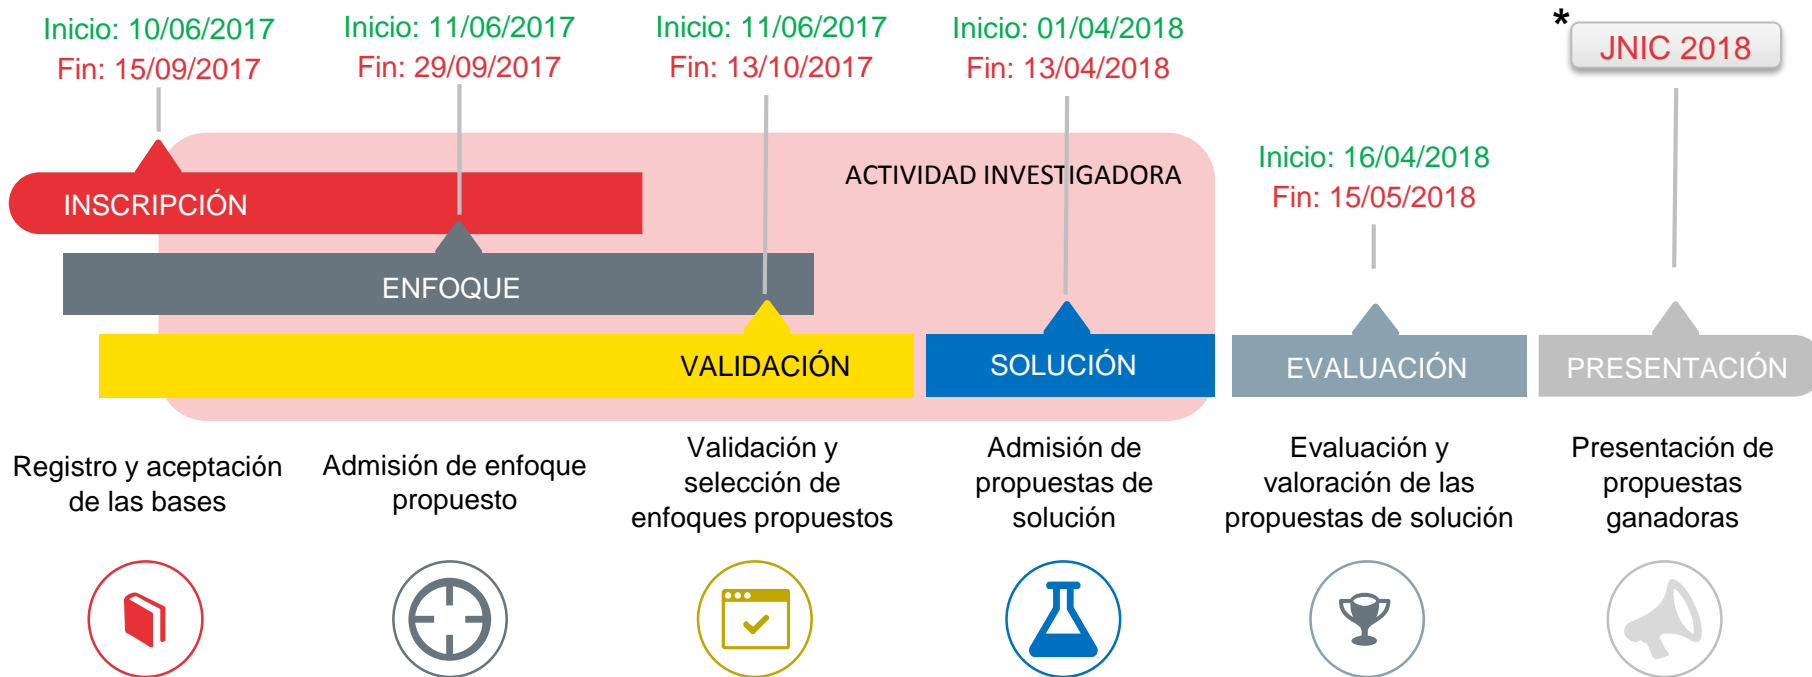 Inicio: 10/06/2017
Fin: 15/09/2017
Inicio: 11/06/2017
Fin: 29/09/2017
Inicio: 11/06/2017
Fin: 13/10/2017
Inicio: 01/04/2018
Fin: 13/04/2018
*
JNIC 2018
Inicio: 16/04/2018
Fin: 15/05/2018
ACTIVIDAD INVESTIGADORA
INSCRIPCIÓN
ENFOQUE
VALIDACIÓN
SOLUCIÓN
EVALUACIÓN
PRESENTACIÓN
Registro y aceptación
de las bases
Admisión de enfoque
propuesto
Validación y
selección de
enfoques propuestos
Admisión de
propuestas de
solución
Evaluación y
valoración de las
propuestas de solución
Presentación de
propuestas
ganadoras